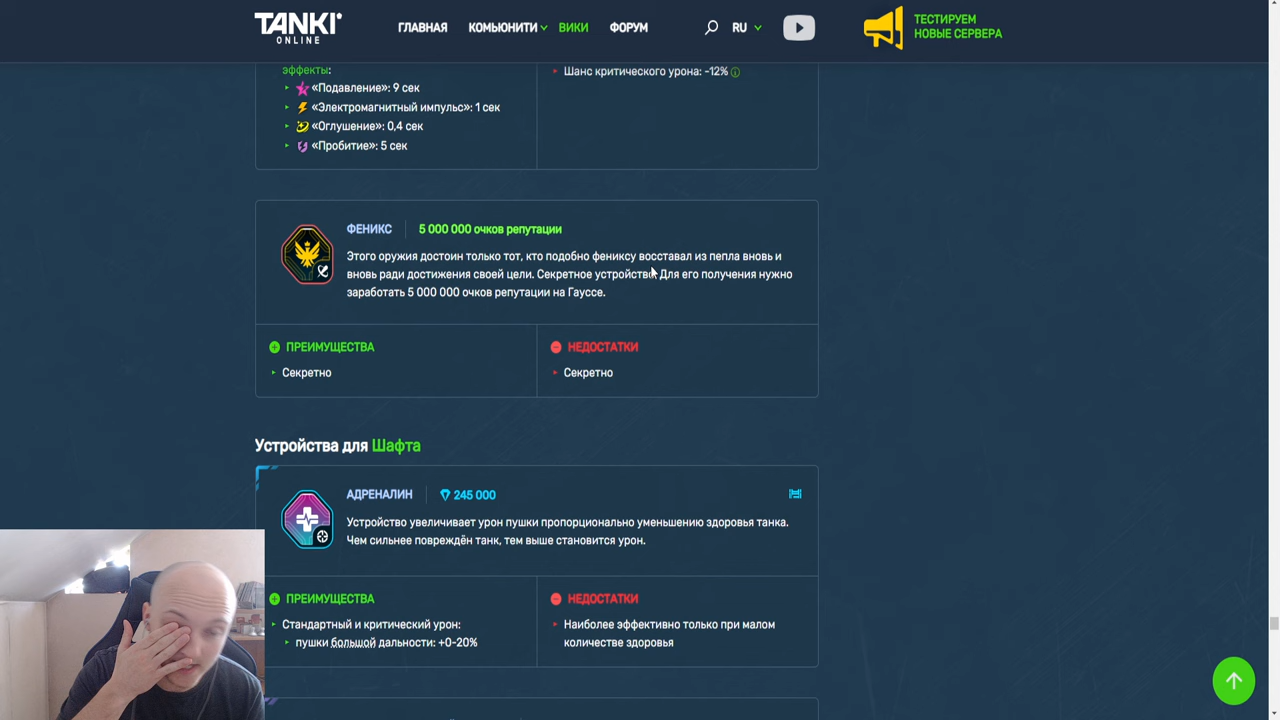 TANKI
ONLINE
ГЛАВНАЯ
КОМЬЮНИТИ
ВИКИ
ФОРУМ
RU
ТЕСТИРУЕМ
НОВЫЕ СЕРВЕРА
эффекты:
«Подавление»: 9 сек
«Электромагнитный импульс»: 1 сек
«Оглушение»: 0,4 сек
«Пробитие»: 5 сек
Шанс критического урона: -12%
ФЕНИКС
5 000 000 очков репутации
Этого оружия достоин только тот, кто подобно фениксу восставал из пепла вновь и
вновь ради достижения своей цели. Секретное устройство. Для его получения нужно
заработать 5 000 000 очков репутации на Гауссе.
ПРЕИМУЩЕСТВА
Секретно
НЕДОСТАТКИ
Секретно
Устройства для Шафта
АДРЕНАЛИН
245 000
Устройство увеличивает урон пушки пропорционально уменьшению здоровья танка.
Чем сильнее повреждён танк, тем выше становится урон.
ПРЕИМУЩЕСТВА
Стандартный и критический урон:
пушки большой дальности: +0-20%
НЕДОСТАТКИ
Наиболее эффективно только при малом
количестве здоровья